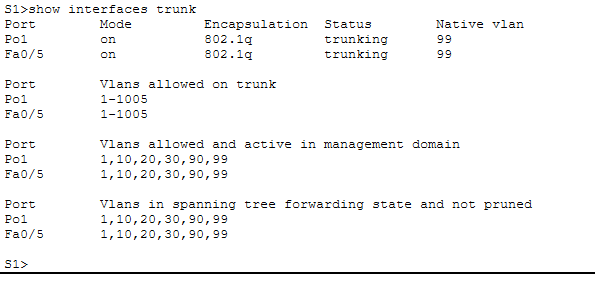 S1>show interfaces trunk
Port        Mode         Encapsulation  Status        Native vlan
Po1         on           802.1q         trunking      99
Fa0/5       on           802.1q         trunking      99

Port        Vlans allowed on trunk
Po1         1-1005
Fa0/5       1-1005

Port        Vlans allowed and active in management domain
Po1         1,10,20,30,90,99
Fa0/5       1,10,20,30,90,99

Port        Vlans in spanning tree forwarding state and not pruned
Po1         1,10,20,30,90,99
Fa0/5       1,10,20,30,90,99

S1>